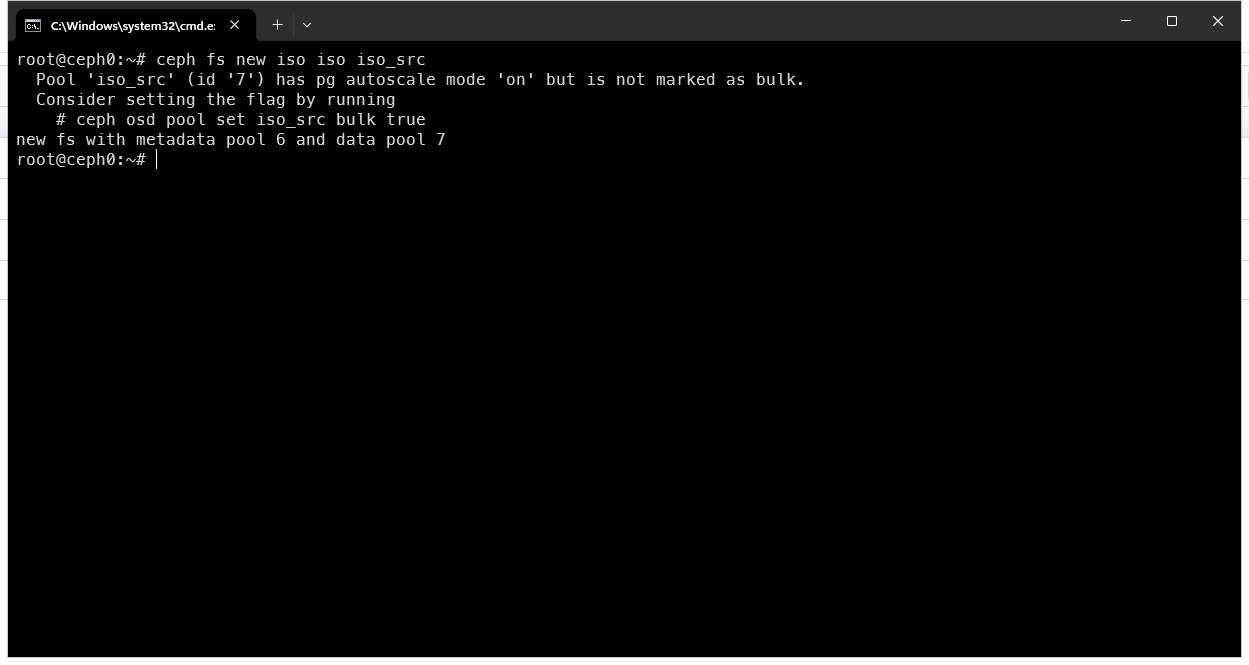 C:\Windows\system32\cmd.e:
root@ceph0:~# ceph fs new iso iso iso_src
  Pool 'iso_src' (id '7') has pg autoscale mode 'on' but is not marked as bulk.
  Consider setting the flag by running
    # ceph osd pool set iso_src bulk true
new fs with metadata pool 6 and data pool 7
root@ceph0:~#